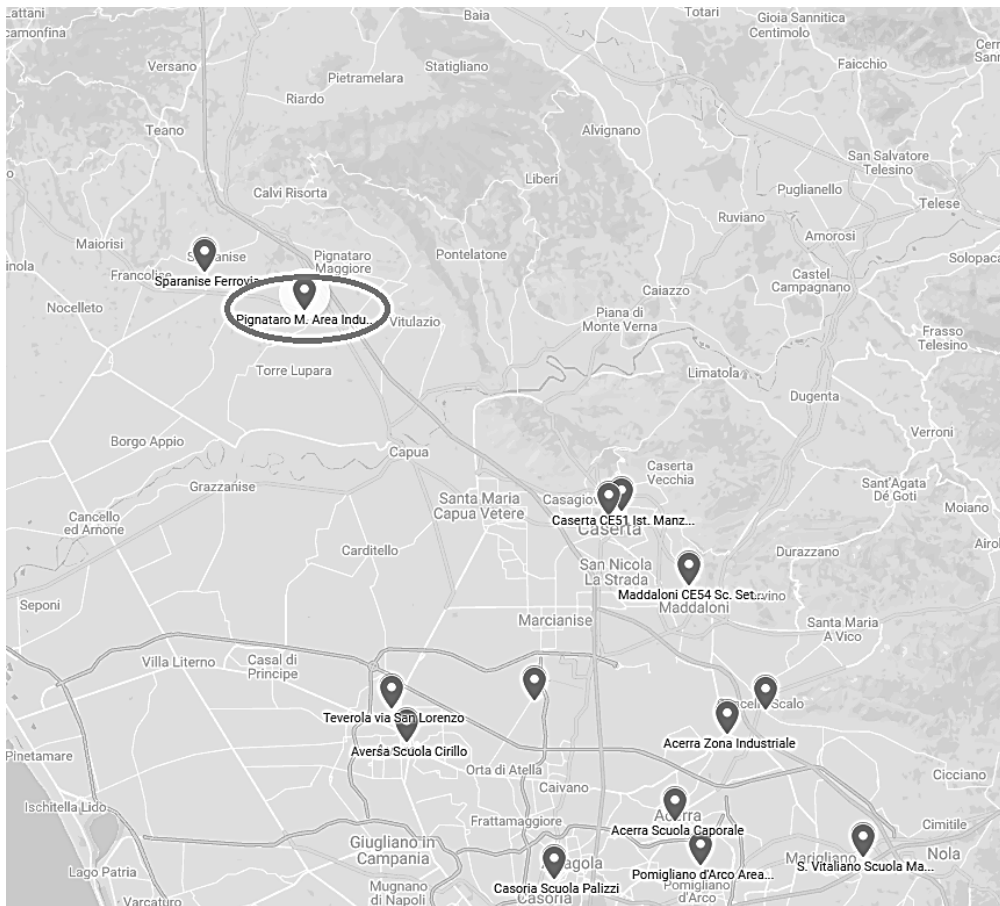 Lattani
camonfina
Baia
Totari
Gioia Sannitica
Centimolo
Versano
Statigliano
Pietramelara
Faicchio
Riardo
Teano
Alvignano
San Salvatore
Telesino
Liberi
Puglianello
Calvi Risorta
Telese
Ruviano
Maiorisi
Amorosi
Pignataro
Maggiore
Pontelatone
Solopaca
Francolise
Sparanise Ferrovia
Castel
Campagnano
Caiazzo
Nocelleto
Pignataro M. Area Indu...
Vitulazio
Piana di
Monte Verna
Frasso
Telesino
Torre Lupara
Limatola
Dugenta
Borgo Appio
Verroni
Capua
Caserta
Vecchia
Grazzanise
Sant'Agata
Dé Goti
Santa Maria
Capua Vetere
Moiano
Cancello
ed Arnone
Caserta CE51 Ist. Manz...
Caserta
Carditello
Durazzano
San Nicola
La Strada
Maddaloni CE54 Sc. Set...
Maddaloni
Seponi
Marcianise
Santa Maria
A Vico
Villa Literno
Casal di
Principe
Teverola via San Lorenzo
Acerra Zona Industriale
Aversa Scuola Cirillo
Pinetamare
Orta di Atella
Cicciano
Caivano
Ischitella Lido
Frattamaggiore
Acerra
Acerra Scuola Caporale
Cimitile
Giugliano in
Campania
Marigliano
Nola
S. Vitaliano Scuola Ma...
Lago Patria
Pomigliano d'Arco Area...
Pomigliano
d'Arco
Casoria Scuola Palizzi
Casoria
Mugnano
di Napoli
Varcaturo